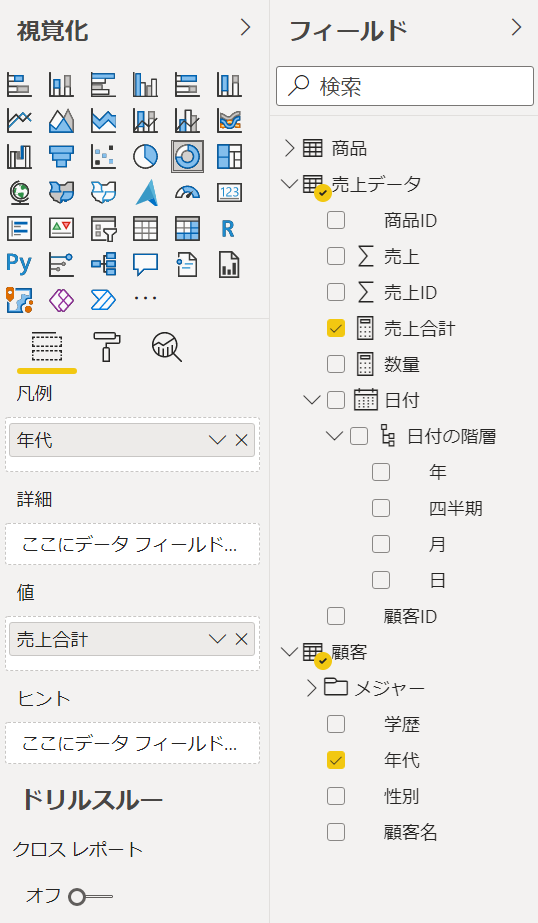 視覚化
123
R
Py
凡例
年代
詳細
ここにデータ フィールド...
値
売上合計
ヒント
ここにデータ フィールド...
ドリルスルー
クロス レポート
オフ
フィールド
検索
商品
売上データ
商品ID
売上
売上ID
売上合計
数量
日付
日付の階層
年
四半期
月
日
顧客ID
顧客
メジャー
学歴
年代
性別
顧客名